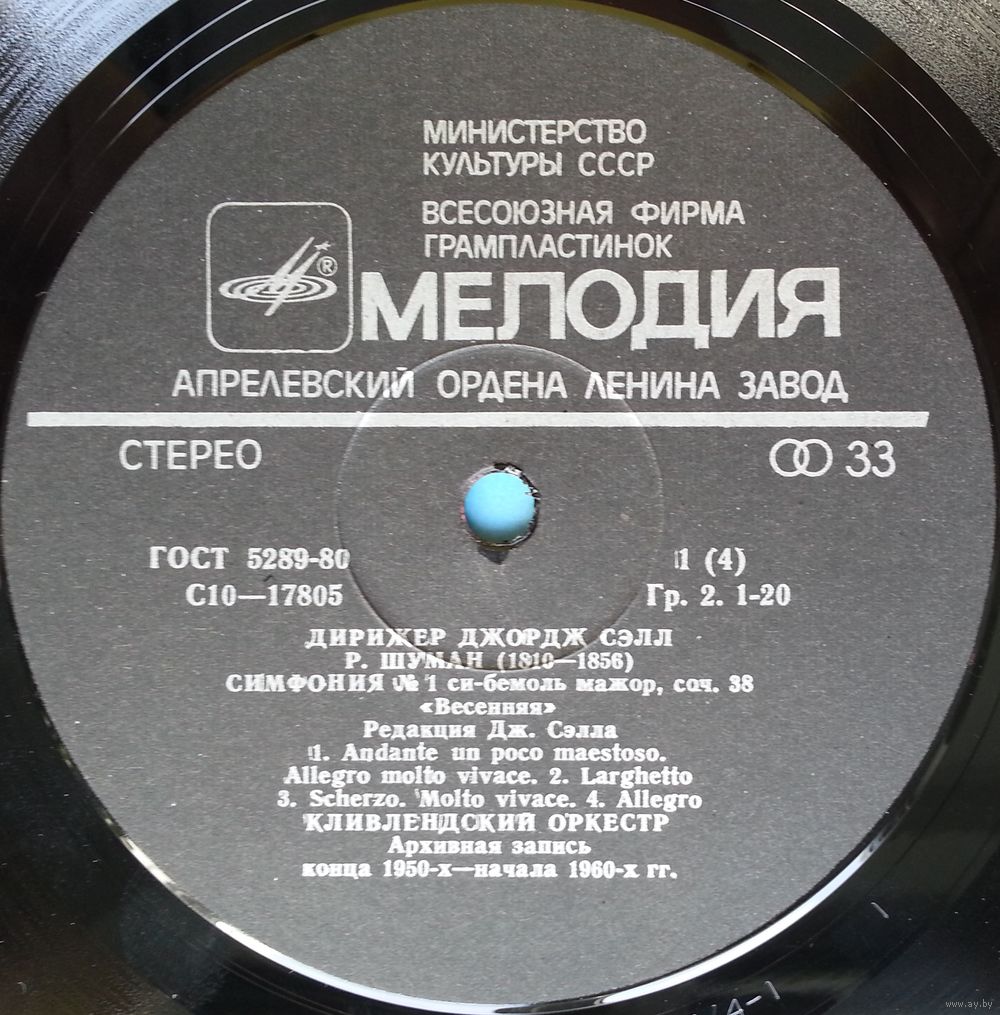 МИНИСТЕРСТВО
КУЛЬТУРЫ СССР
ВСЕСОЮЗНАЯ ФИРМА
ГРАМПЛАСТИНОК
®
МЕЛОДИЯ
АПРЕЛЕВСКИЙ ОРДЕНА ЛЕНИНА ЗАВОД
СТЕРЕО 33
ГОСТ 5289-80 1 (4)
С10—17805 Гр. 2. 1-20
ДИРИЖЕР ДЖОРДЖ СЭЛЛ
Р. ШУМАН (1810—1856)
СИМФОНИЯ № 1 си-бемоль мажор, соч. 38
«Весенняя»
Редакция Дж. Сэлла
1. Andante un poco maestoso.
Allegro molto vivace. 2. Larghetto
3. Scherzo. Molto vivace. 4. Allegro
КЛИВЛЕНДСКИЙ ОРКЕСТР
Архивная запись
конца 1950-х—начала 1960-х гг.
www.ay.by